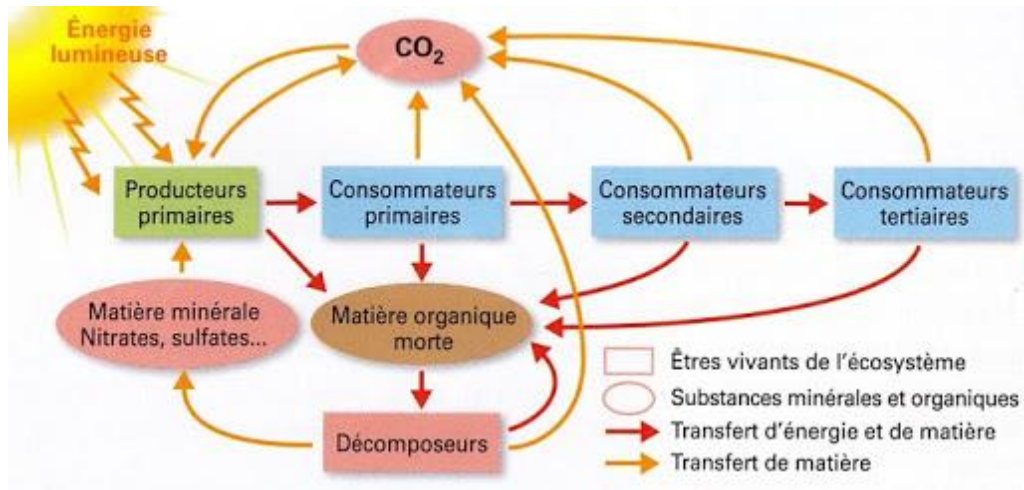 Énergie
lumineuse
CO₂
Producteurs
primaires
Consommateurs
primaires
Consommateurs
secondaires
Consommateurs
tertiaires
Matière minérale
Nitrates, sulfates...
Matière organique
morte
Décomposeurs
Êtres vivants de l'écosystème
Substances minérales et organiques
Transfert d'énergie et de matière
Transfert de matière